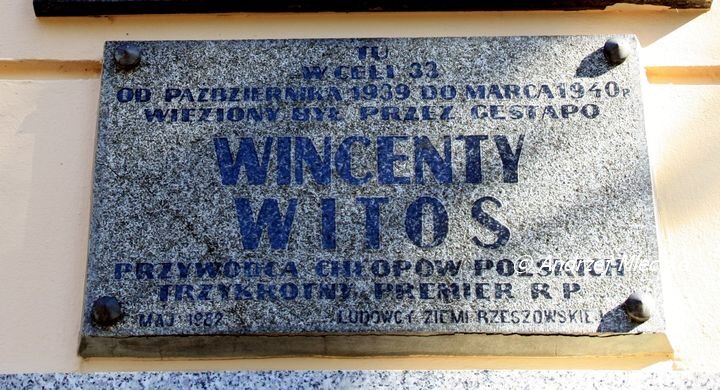 TU
W CELI 33
OD PAŹDZIERNIKA 1939 DO MARCA 1940 R
WIĘZIONY BYŁ PRZEZ GESTAPO
WINCENTY
WITOS
PRZYWÓDCA CHŁOPÓW POLSKICH
TRZYKROTNY PREMIER R P
MAJ 1982 LUDOWCY ZIEMI RZESZOWSKIEJ
© Andrzej